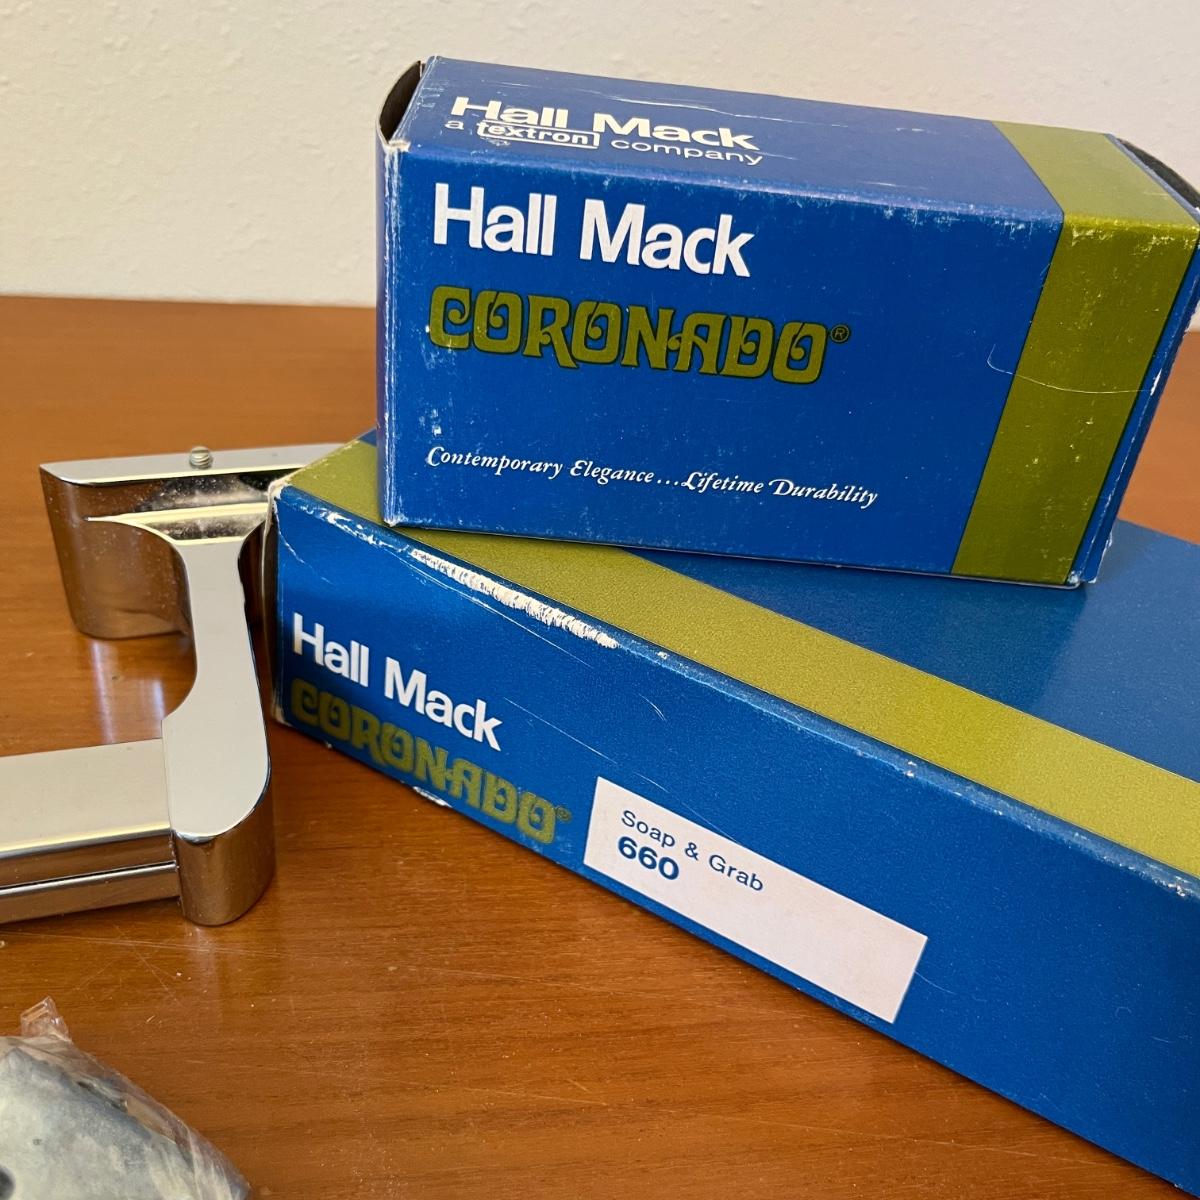 Hall Mack
a textron company
Hall Mack
CORONADO®
Contemporary Elegance...Lifetime Durability
Hall Mack
CORONADO®
Soap & Grab
660